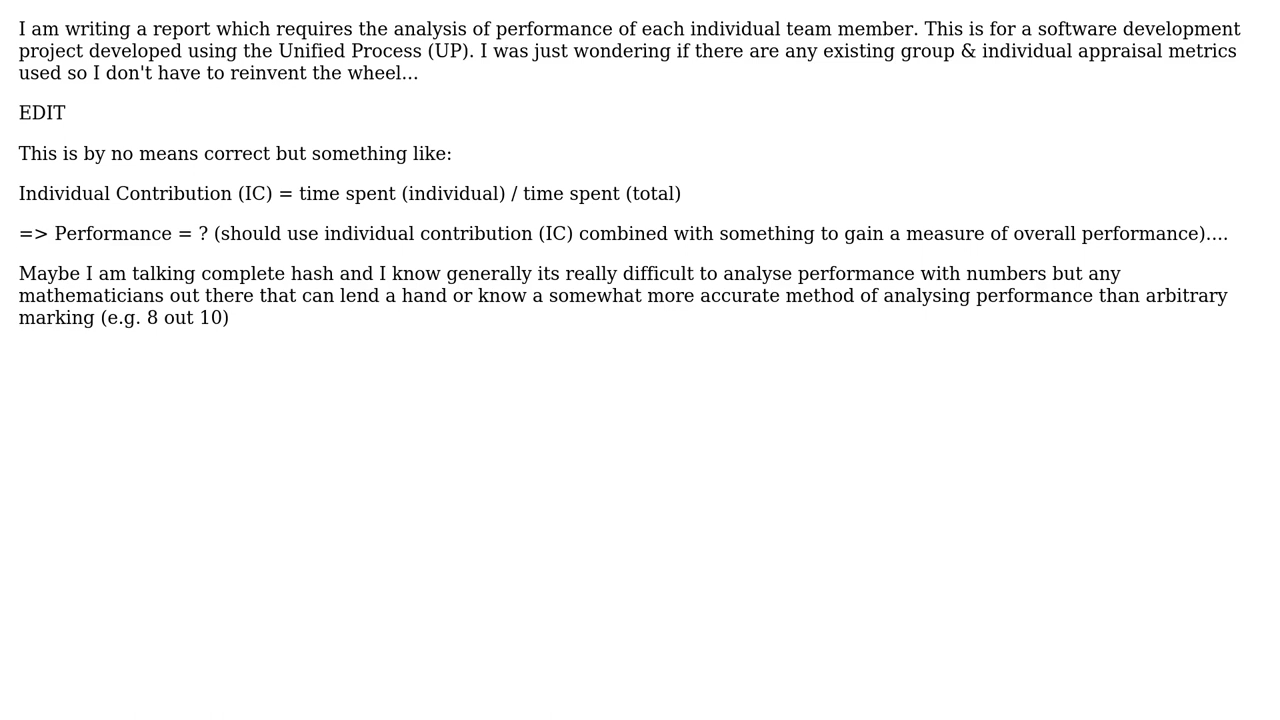 I am writing a report which requires the analysis of performance of each individual team member. This is for a software development
project developed using the Unified Process (UP). I was just wondering if there are any existing group & individual appraisal metrics
used so I don't have to reinvent the wheel...
EDIT
This is by no means correct but something like:
Individual Contribution (IC) = time spent (individual) / time spent (total)
=> Performance = ? (should use individual contribution (IC) combined with something to gain a measure of overall performance)....
Maybe I am talking complete hash and I know generally its really difficult to analyse performance with numbers but any
mathematicians out there that can lend a hand or know a somewhat more accurate method of analysing performance than arbitrary
marking (e.g. 8 out 10)